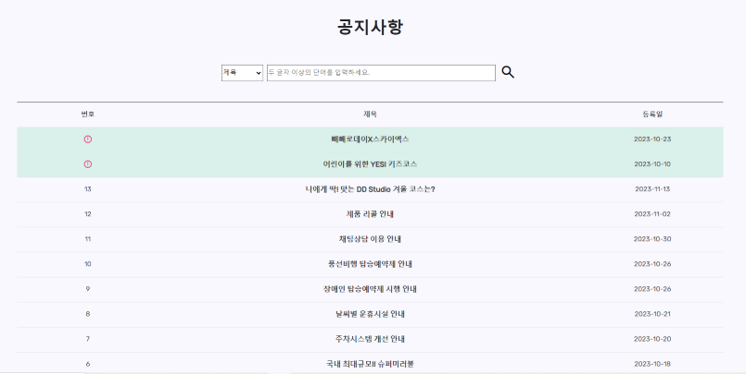 공지사항
제목
두 글자 이상의 단어를 입력하세요.
번호 제목 등록일
빼빼로데이X스카이엑스 2023-10-23
어린이를 위한 YES! 키즈코스 2023-10-10
13 나에게 딱! 맞는 DD Studio 겨울 코스는? 2023-11-13
12 제품 리콜 안내 2023-11-02
11 채팅상담 이용 안내 2023-10-30
10 풍선비행 탑승예약제 안내 2023-10-26
9 장애인 탑승예약제 시행 안내 2023-10-26
8 날씨별 운휴시설 안내 2023-10-21
7 주차시스템 개선 안내 2023-10-20
6 국내 최대규모!! 슈퍼미러볼 2023-10-18